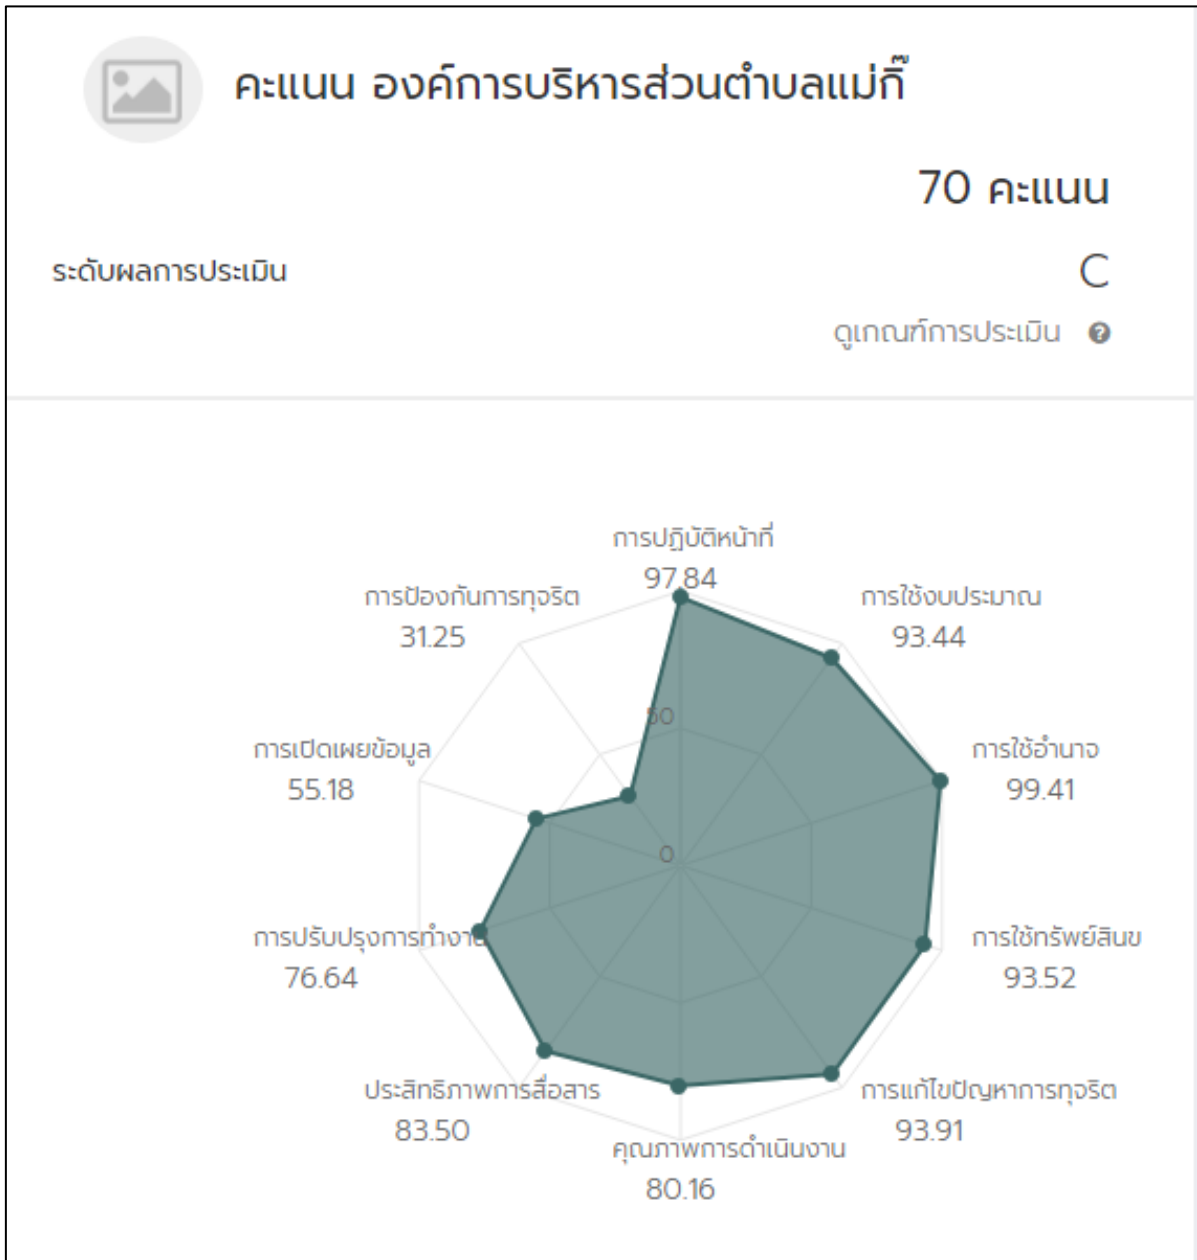 คะแนน องค์การบริหารส่วนตำบลแม่กิ๊
70 คะแนน
ระดับผลการประเมิน
C
ดูเกณฑ์การประเมิน
การปฏิบัติหน้าที่
97.84
การใช้งบประมาณ
93.44
การใช้อำนาจ
99.41
การใช้ทรัพย์สินข
93.52
การแก้ไขปัญหาการทุจริต
93.91
คุณภาพการดำเนินงาน
80.16
ประสิทธิภาพการสื่อสาร
83.50
การปรับปรุงการทำงาน
76.64
การเปิดเผยข้อมูล
55.18
การป้องกันการทุจริต
31.25
50
0